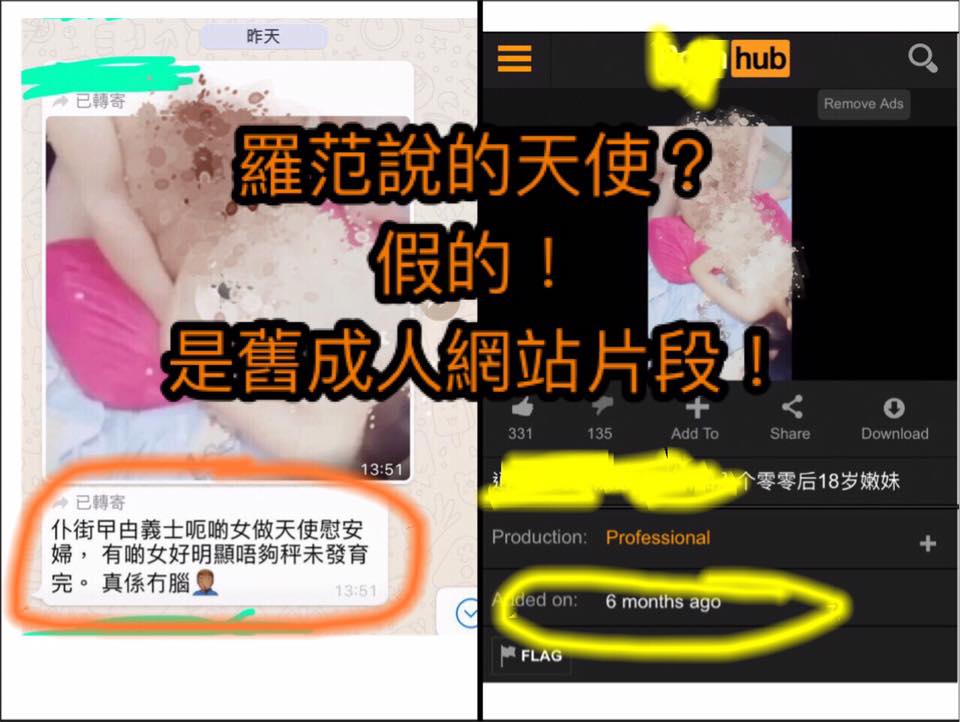 昨天
已轉寄
13:51
已轉寄
仆街曱甴義士呃啲女做天使慰安
婦， 有啲女好明顯唔夠秤未發育
完。 真係冇腦🤦🏾‍♂️
13:51
羅范說的天使？
假的！
是舊成人網站片段！
hub
Remove Ads
331
135
Add To
Share
Download
个零零后18岁嫩妹
Production: Professional
Added on: 6 months ago
FLAG